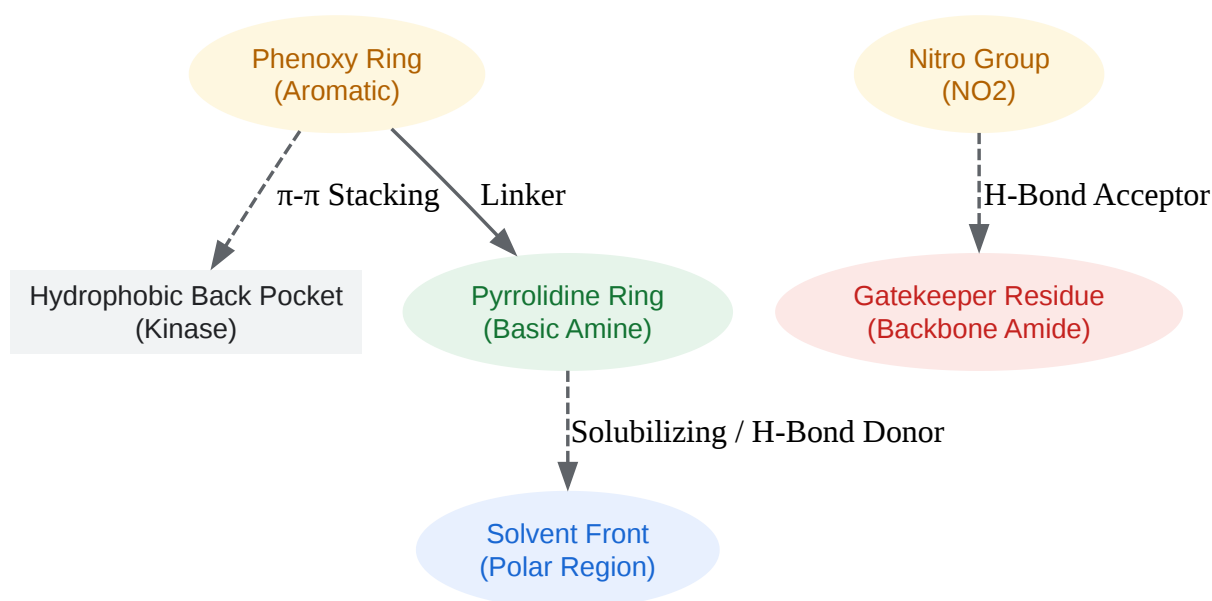 Phenoxy Ring
(Aromatic)
Nitro Group
(NO2)
π-π Stacking
Linker
H-Bond Acceptor
Hydrophobic Back Pocket
(Kinase)
Pyrrolidine Ring
(Basic Amine)
Gatekeeper Residue
(Backbone Amide)
Solubilizing / H-Bond Donor
Solvent Front
(Polar Region)